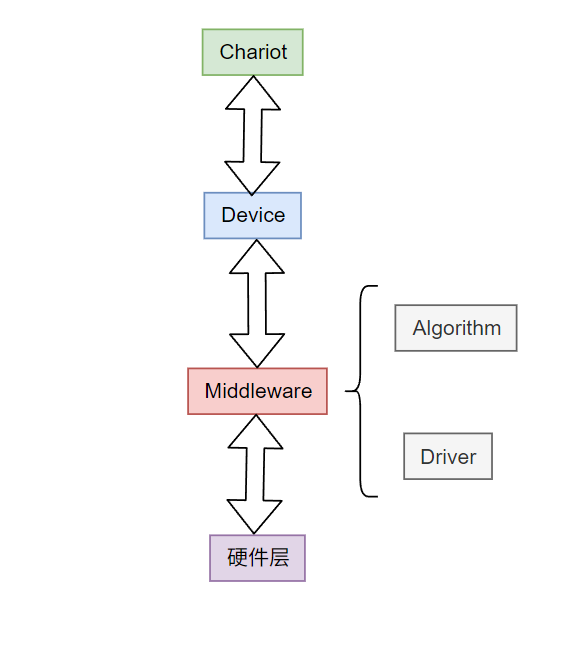 Chariot
Device
Middleware
Algorithm
Driver
硬件层